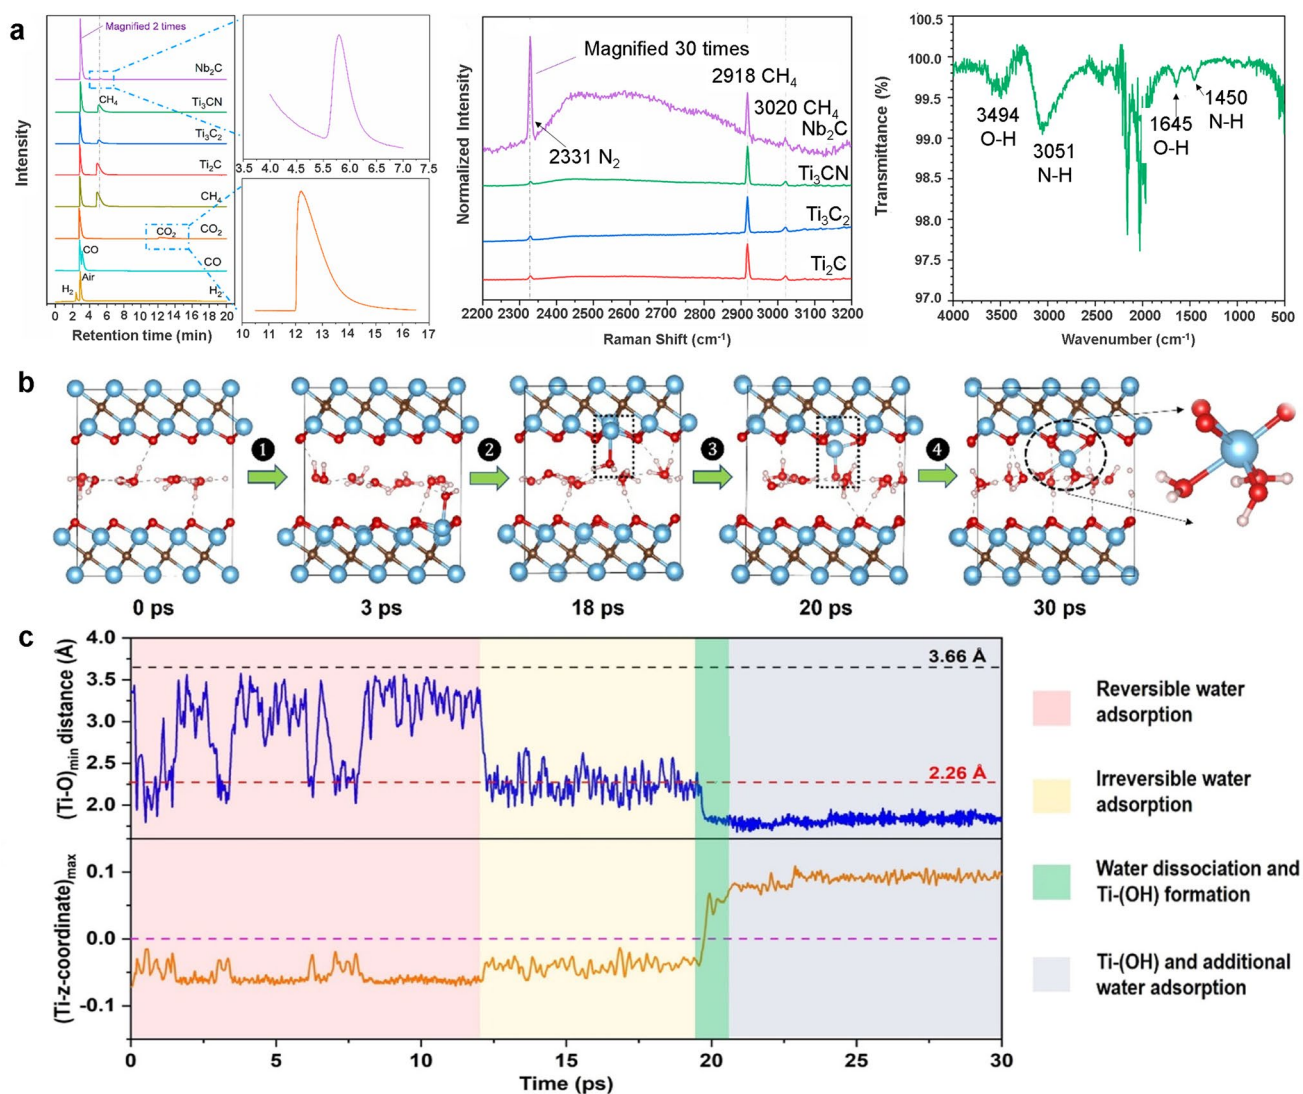 a
Intensity
Magnified 2 times
Nb₂C
CH₄
Ti₃CN
Ti₃C₂
Ti₂C
CH₄
CO₂
CO₂
CO
CO
Air
H₂
H₂
0 2 4 6 8 10 12 14 16 18 20
Retention time (min)
3.5 4.0 4.5 5.0 5.5 6.0 6.5 7.0 7.5
10 11 12 13 14 15 16 17
Normalized Intensity
Magnified 30 times
2918 CH₄
3020 CH₄
Nb₂C
2331 N₂
Ti₃CN
Ti₃C₂
Ti₂C
2200 2300 2400 2500 2600 2700 2800 2900 3000 3100 3200
Raman Shift (cm⁻¹)
Transmittance (%)
100.5
100.0
99.5
99.0
98.5
98.0
97.5
97.0
3494
O-H
3051
N-H
1645
O-H
1450
N-H
4000 3500 3000 2500 2000 1500 1000 500
Wavenumber (cm⁻¹)
b
1
2
3
4
0 ps
3 ps
18 ps
20 ps
30 ps
c
(Ti-O)min distance (Å)
4.0
3.5
3.0
2.5
2.0
3.66 Å
2.26 Å
(Ti-z-coordinate)max
0.1
0.0
-0.1
0 5 10 15 20 25 30
Time (ps)
Reversible water
adsorption
Irreversible water
adsorption
Water dissociation and
Ti-(OH) formation
Ti-(OH) and additional
water adsorption